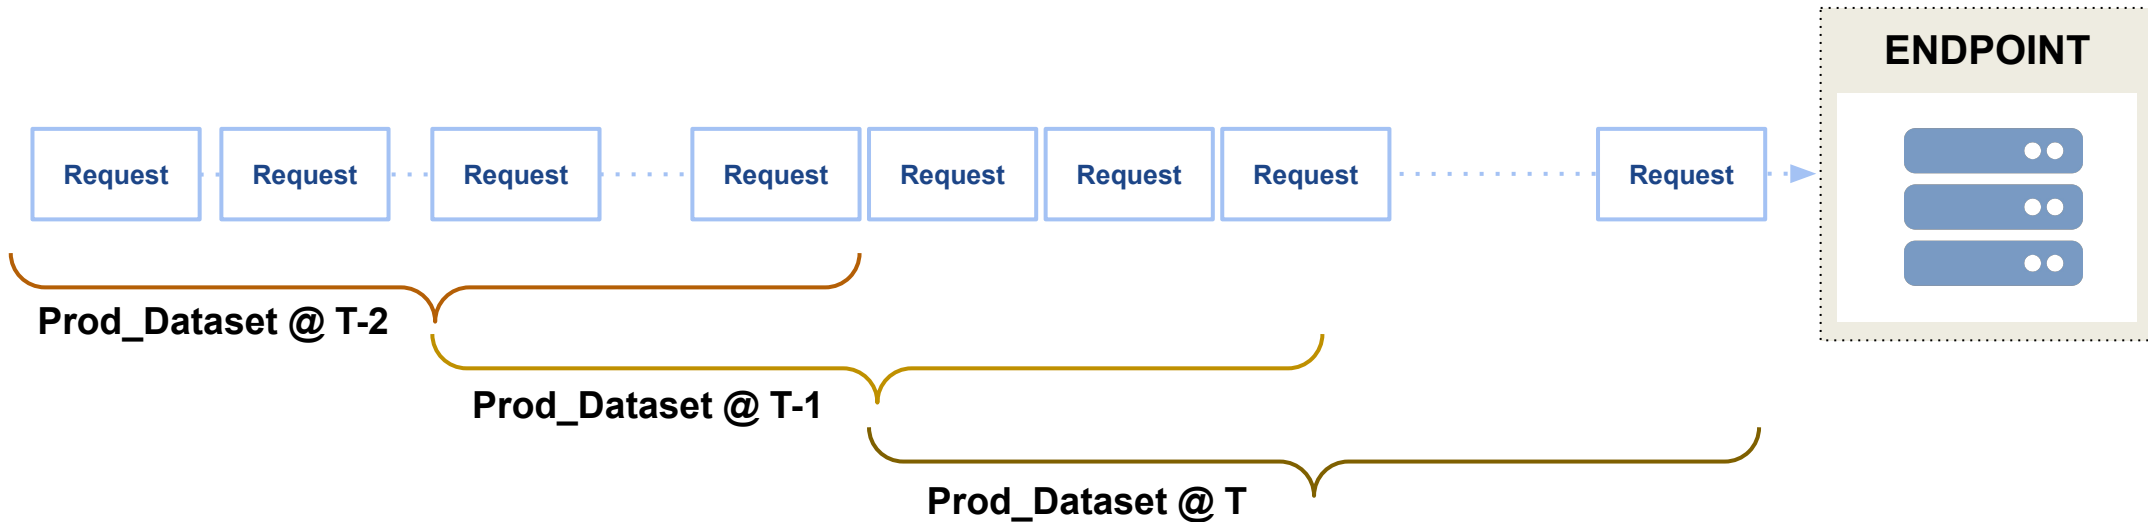 ENDPOINT
Request Request Request Request Request Request Request Request
Prod_Dataset @ T-2
Prod_Dataset @ T-1
Prod_Dataset @ T